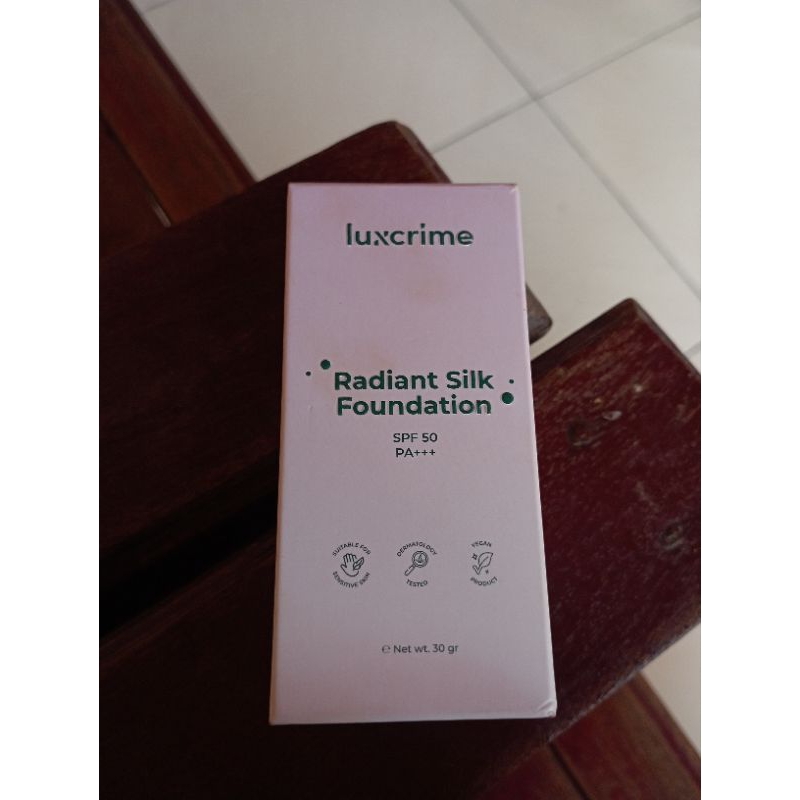 luxcrime
Radiant Silk
Foundation
SPF 50
PA+++
SUITABLE FOR
SENSITIVE SKIN
DERMATOLOGY
TESTED
VEGAN
PRODUCT
℮ Net wt. 30 gr